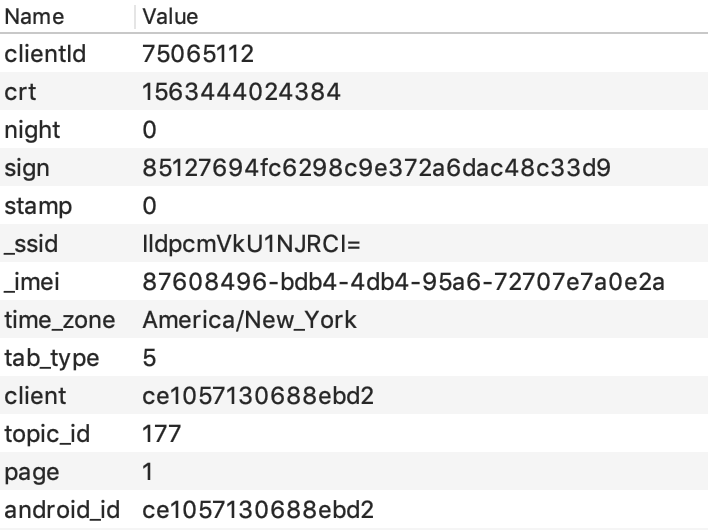 Name Value
clientId 75065112
crt 1563444024384
night 0
sign 85127694fc6298c9e372a6dac48c33d9
stamp 0
_ssid IldpcmVkU1NJRCI=
_imei 87608496-bdb4-4db4-95a6-72707e7a0e2a
time_zone America/New_York
tab_type 5
client ce1057130688ebd2
topic_id 177
page 1
android_id ce1057130688ebd2